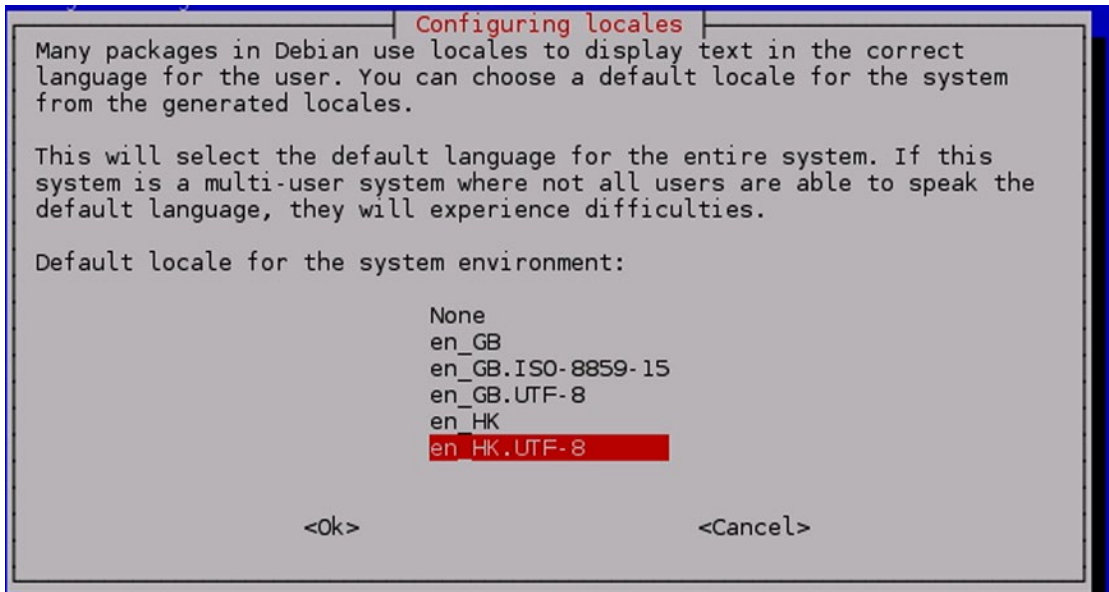 Configuring locales
Many packages in Debian use locales to display text in the correct
language for the user. You can choose a default locale for the system
from the generated locales.
This will select the default language for the entire system. If this
system is a multi-user system where not all users are able to speak the
default language, they will experience difficulties.
Default locale for the system environment:
None
en_GB
en_GB.ISO-8859-15
en_GB.UTF-8
en_HK
en_HK.UTF-8
<Ok> <Cancel>